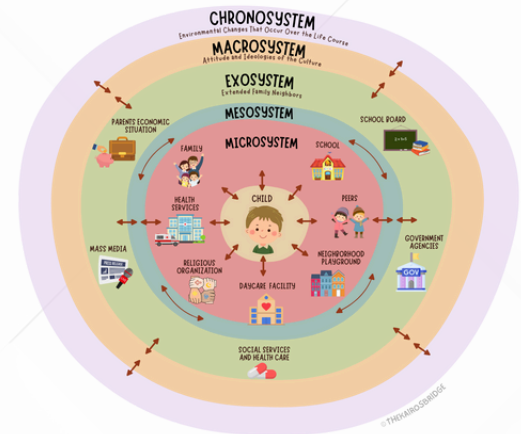 CHRONOSYSTEM
Environmental Changes That Occur Over the Life Course
MACROSYSTEM
Attitude and Ideologies of the Culture
EXOSYSTEM
Extended Family Neighbors
MESOSYSTEM
MICROSYSTEM
PARENTS ECONOMIC
SITUATION
SCHOOL BOARD
FAMILY
SCHOOL
CHILD
HEALTH
SERVICES
PEERS
MASS MEDIA
RELIGIOUS
ORGANIZATION
NEIGHBORHOOD
PLAYGROUND
GOVERNMENT
AGENCIES
GOV
DAYCARE FACILITY
SOCIAL SERVICES
AND HEALTH CARE
©THEKAIROSBRIDGE